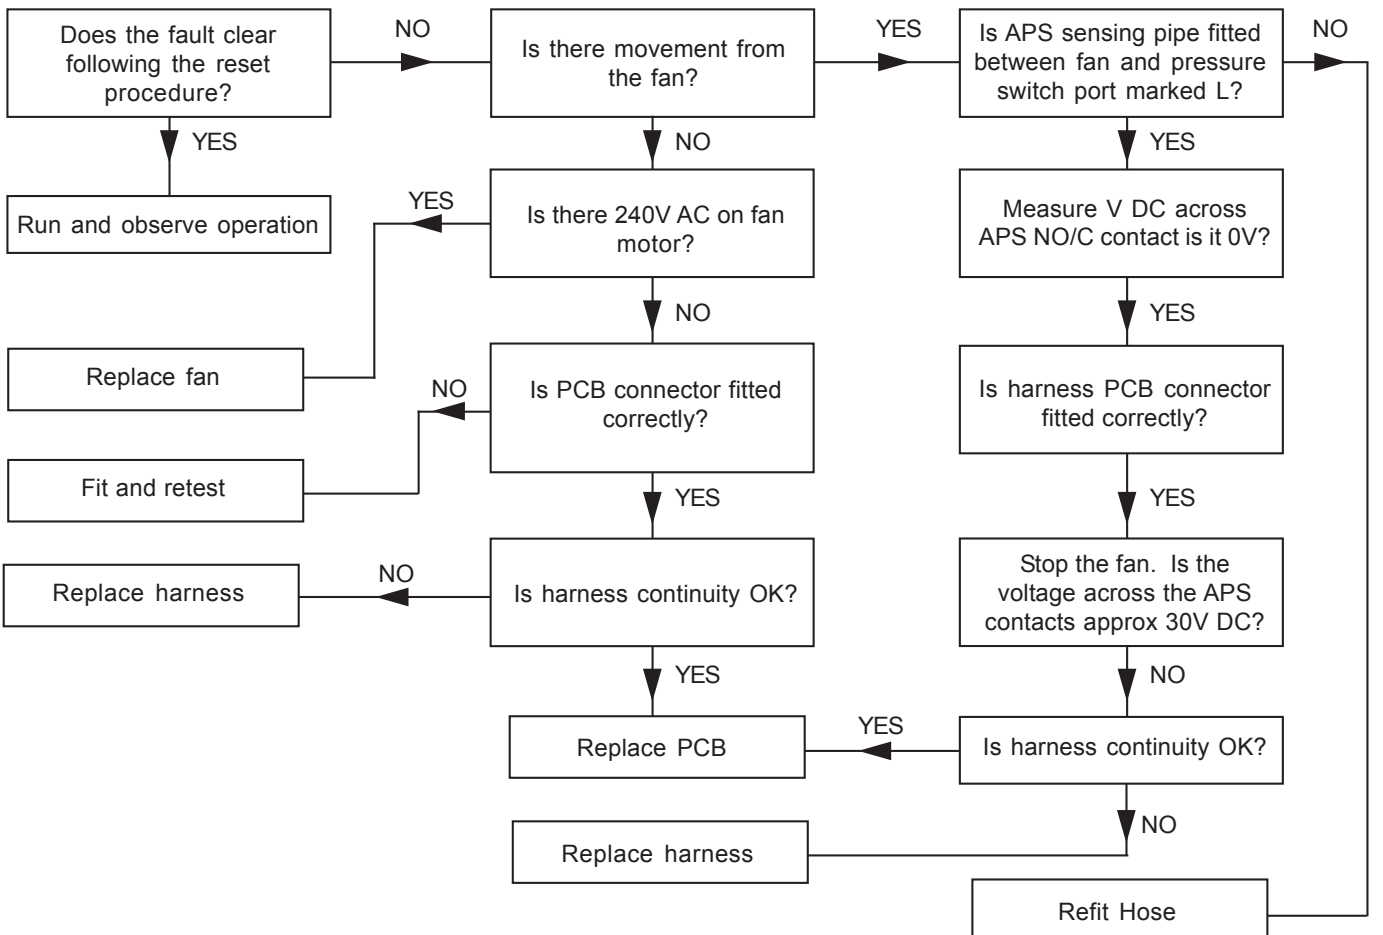 Does the fault clear
following the reset
procedure?
NO
Is there movement from
the fan?
YES
Is APS sensing pipe fitted
between fan and pressure
switch port marked L?
NO
YES
NO
YES
Run and observe operation
YES
Is there 240V AC on fan
motor?
Measure V DC across
APS NO/C contact is it 0V?
NO
YES
Replace fan
NO
Is PCB connector fitted
correctly?
Is harness PCB connector
fitted correctly?
Fit and retest
YES
YES
Replace harness
NO
Is harness continuity OK?
Stop the fan. Is the
voltage across the APS
contacts approx 30V DC?
YES
NO
Replace PCB
YES
Is harness continuity OK?
NO
Replace harness
Refit Hose